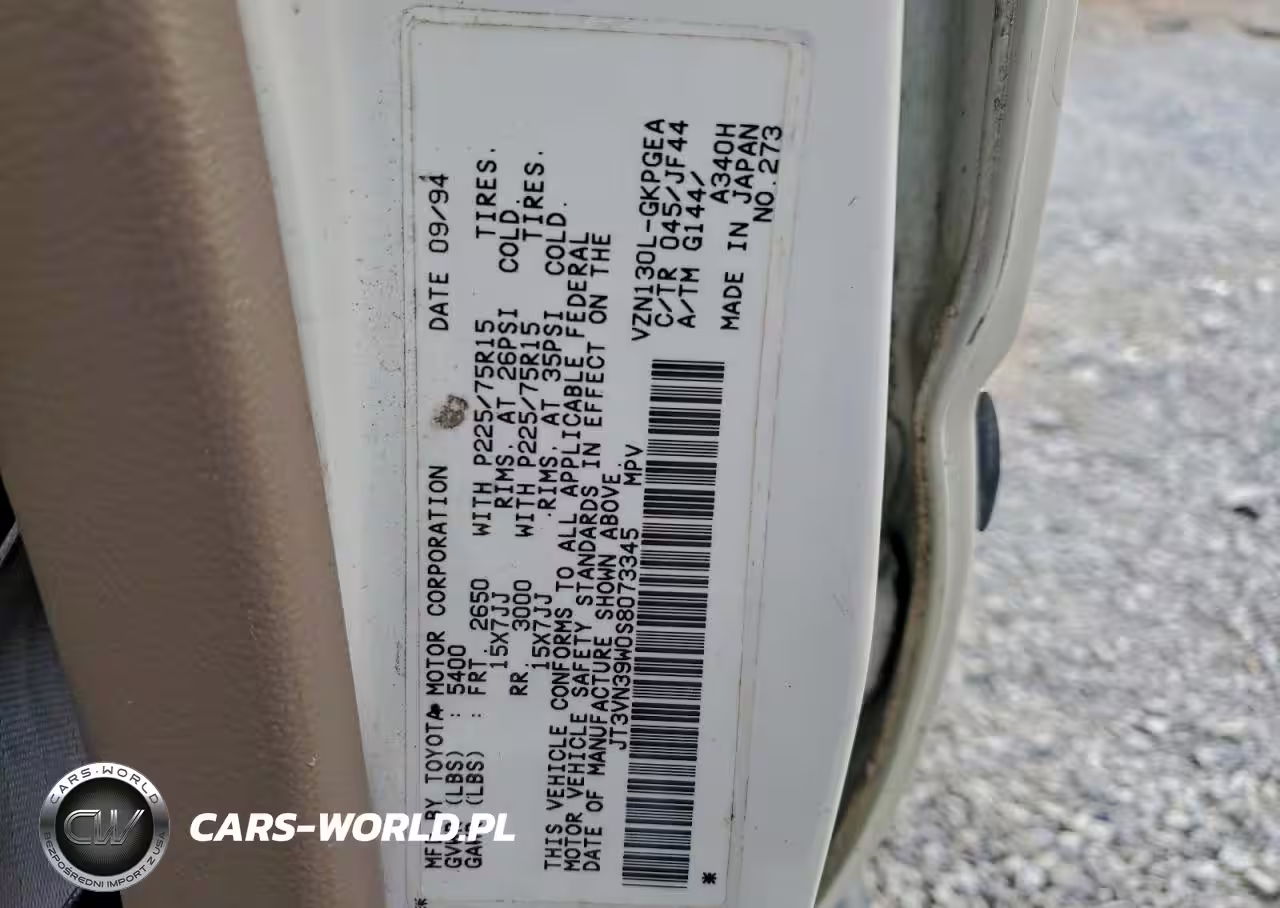 MFD BY TOYOTA MOTOR CORPORATION DATE 09/94
GVWR (LBS) : 5400
GAWR (LBS) : FRT. 2650 WITH P225/75R15 TIRES.
15X7JJ RIMS. AT 26PSI COLD.
RR. 3000 WITH P225/75R15 TIRES.
15X7JJ RIMS. AT 35PSI COLD.
THIS VEHICLE CONFORMS TO ALL APPLICABLE FEDERAL
MOTOR VEHICLE SAFETY STANDARDS IN EFFECT ON THE
DATE OF MANUFACTURE SHOWN ABOVE.
JT3VN39W0S8073345 MPV
VZN130L-GKPGEA
C/TR 045/JF44
A/TM G144/
A340H
MADE IN JAPAN
NO.273
CARS-WORLD
CW
BEZPOŚREDNI IMPORT Z USA
CARS-WORLD.PL